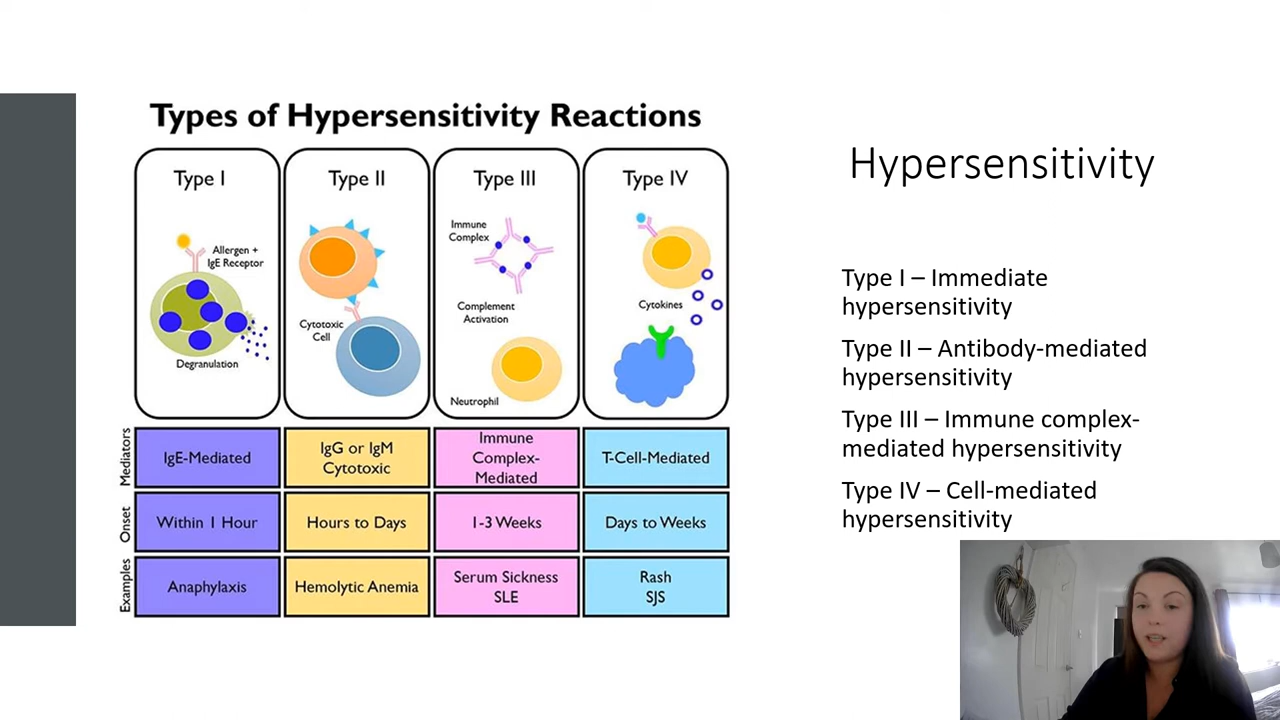 Types of Hypersensitivity Reactions
Type I
Allergen +
IgE Receptor
Degranulation
Type II
Cytotoxic
Cell
Type III
Immune
Complex
Complement
Activation
Neutrophil
Type IV
Cytokines
Mediators
IgE-Mediated
IgG or IgM
Cytotoxic
Immune
Complex-
Mediated
T-Cell-Mediated
Onset
Within 1 Hour
Hours to Days
1-3 Weeks
Days to Weeks
Examples
Anaphylaxis
Hemolytic Anemia
Serum Sickness
SLE
Rash
SJS
Hypersensitivity
Type I – Immediate
hypersensitivity
Type II – Antibody-mediated
hypersensitivity
Type III – Immune complex-
mediated hypersensitivity
Type IV – Cell-mediated
hypersensitivity